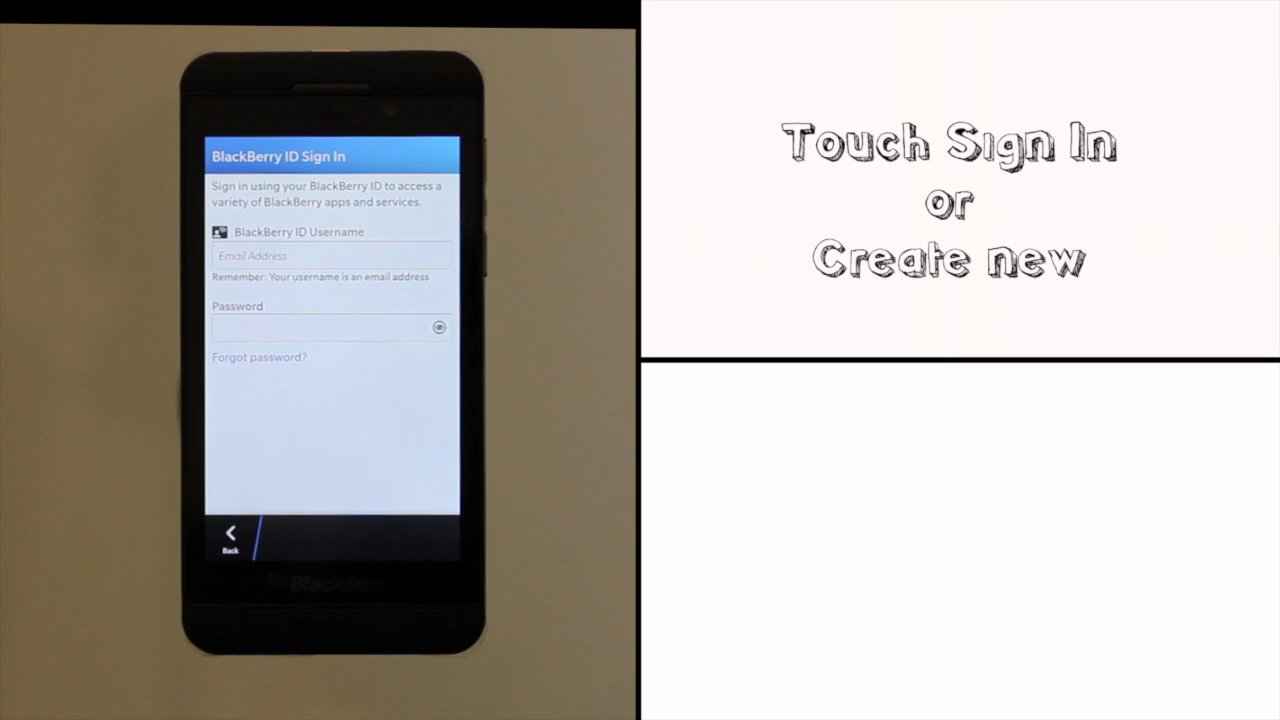 BlackBerry ID Sign In
Sign in using your BlackBerry ID to access a
variety of BlackBerry apps and services.
BlackBerry ID Username
Email Address
Remember: Your username is an email address
Password
Forgot password?
Back
BlackBerry
Touch Sign In
or
Create new